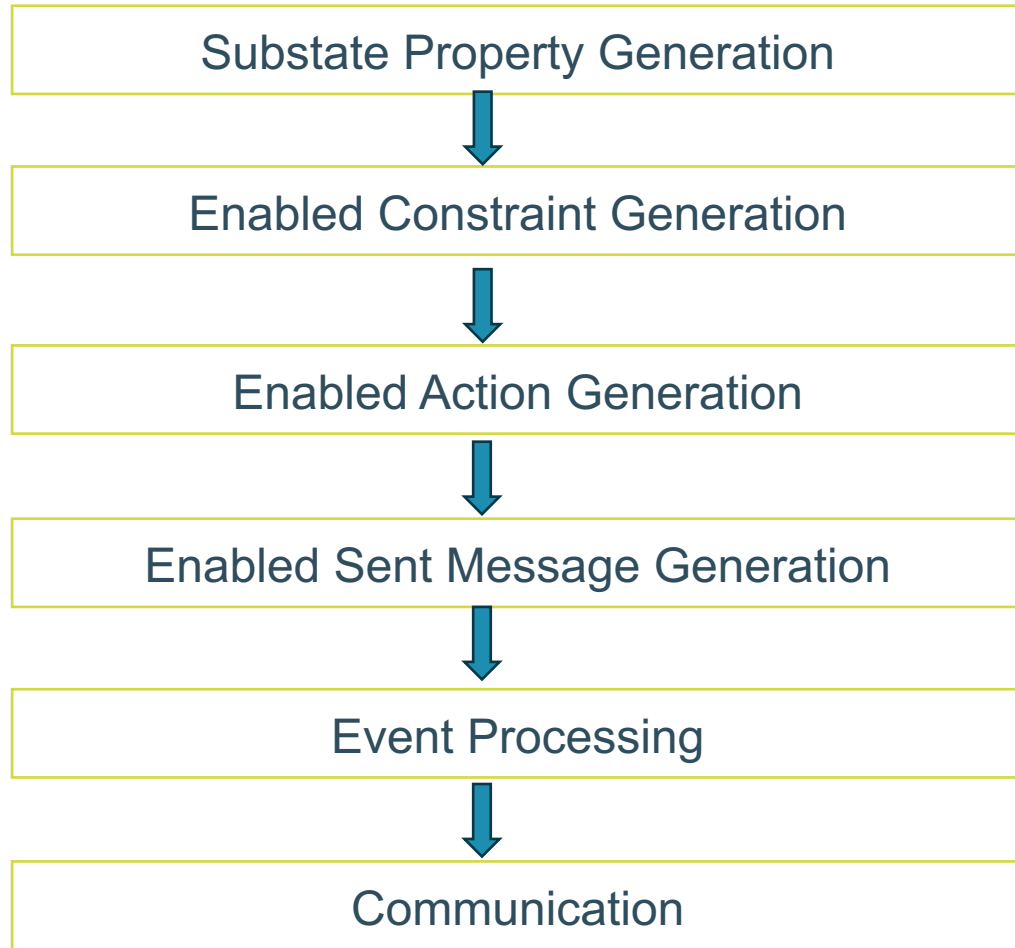 Substate Property Generation
Enabled Constraint Generation
Enabled Action Generation
Enabled Sent Message Generation
Event Processing
Communication